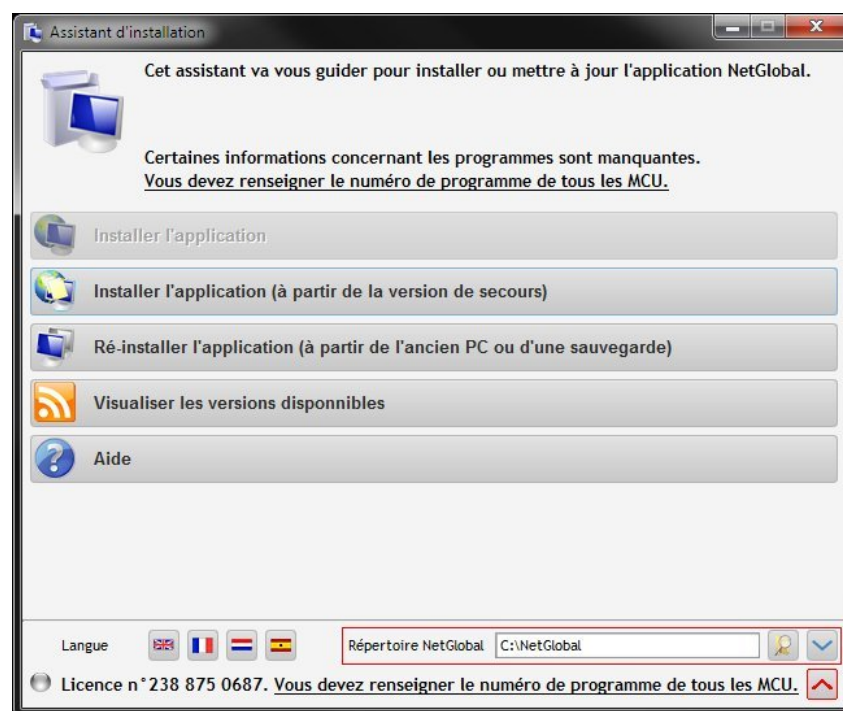 Assistant d'installation
Cet assistant va vous guider pour installer ou mettre à jour l'application NetGlobal.
Certaines informations concernant les programmes sont manquantes.
Vous devez renseigner le numéro de programme de tous les MCU.
Installer l'application
Installer l'application (à partir de la version de secours)
Ré-installer l'application (à partir de l'ancien PC ou d'une sauvegarde)
Visualiser les versions disponnibles
Aide
Langue Répertoire NetGlobal C:\NetGlobal
Licence n°238 875 0687. Vous devez renseigner le numéro de programme de tous les MCU.